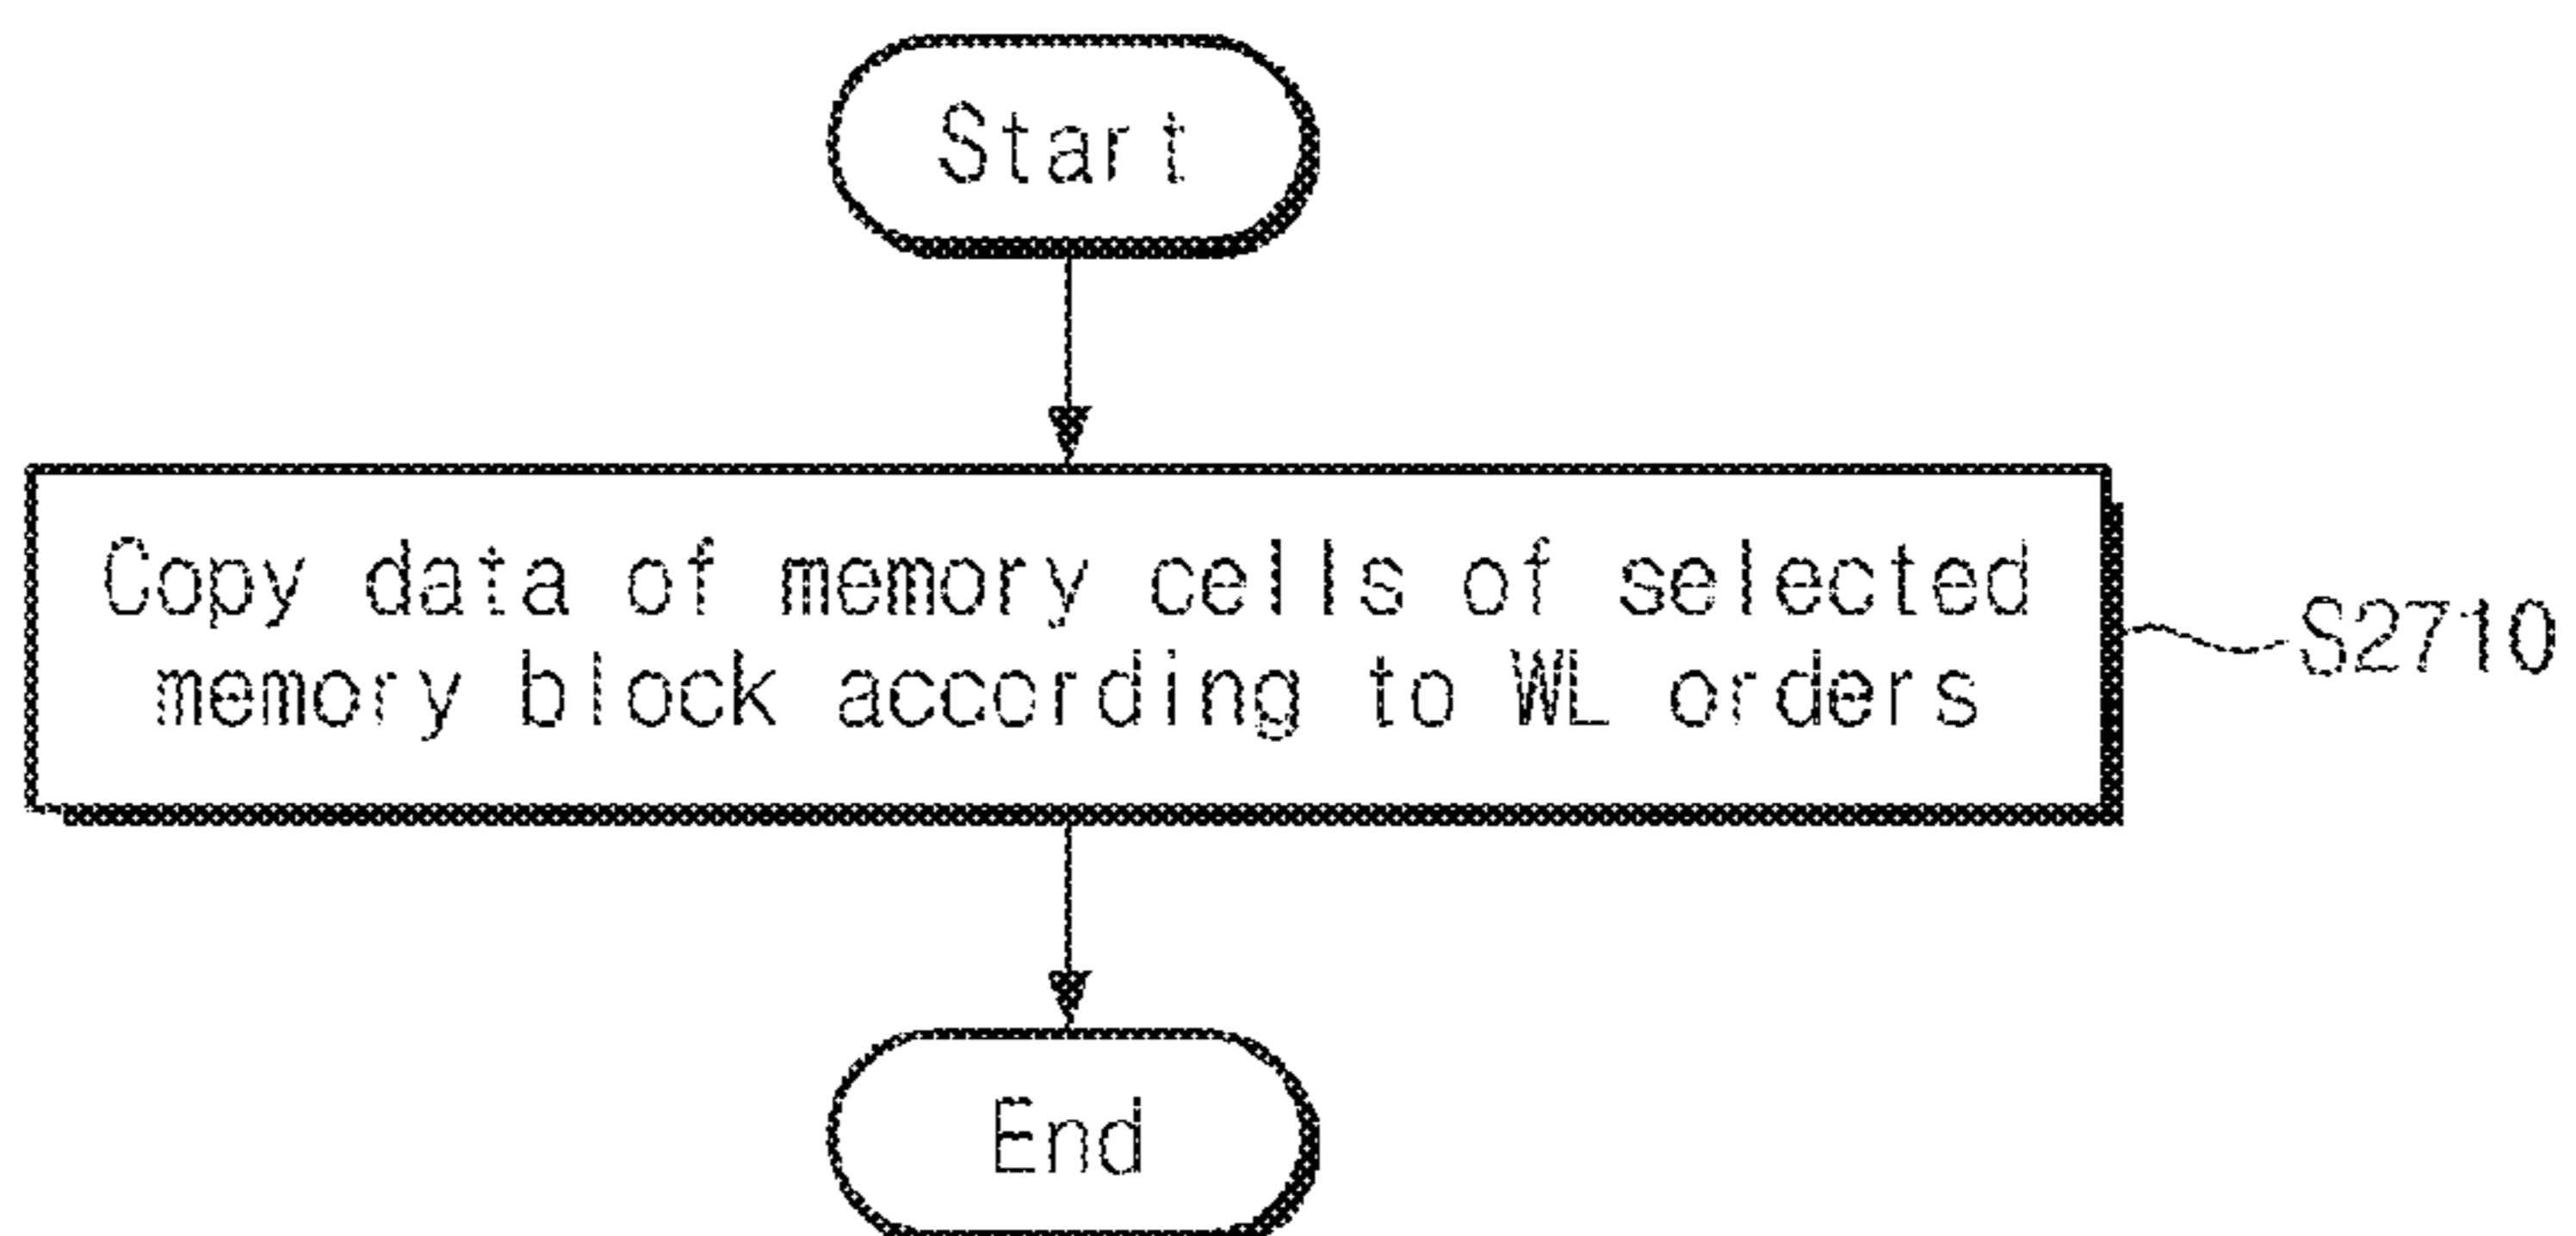 Start
Copy data of memory cells of selected
memory block according to WL orders
S2710
End